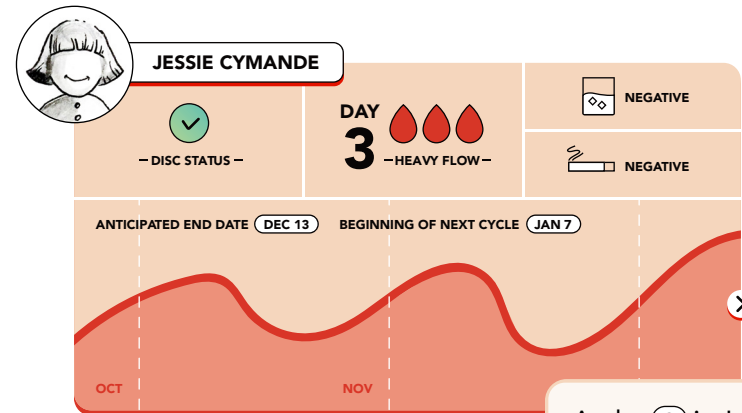 JESSIE CYMANDE
DISC STATUS
DAY
3
HEAVY FLOW
NEGATIVE
NEGATIVE
ANTICIPATED END DATE DEC 13 BEGINNING OF NEXT CYCLE JAN 7
OCT NOV